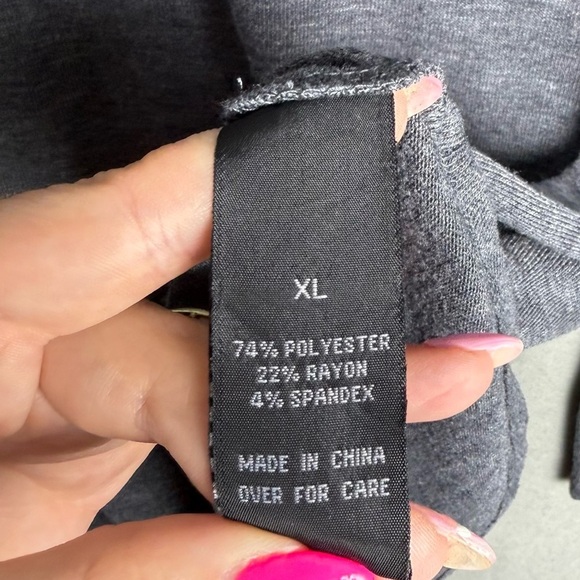 XL
74% POLYESTER
22% RAYON
4% SPANDEX
MADE IN CHINA
OVER FOR CARE